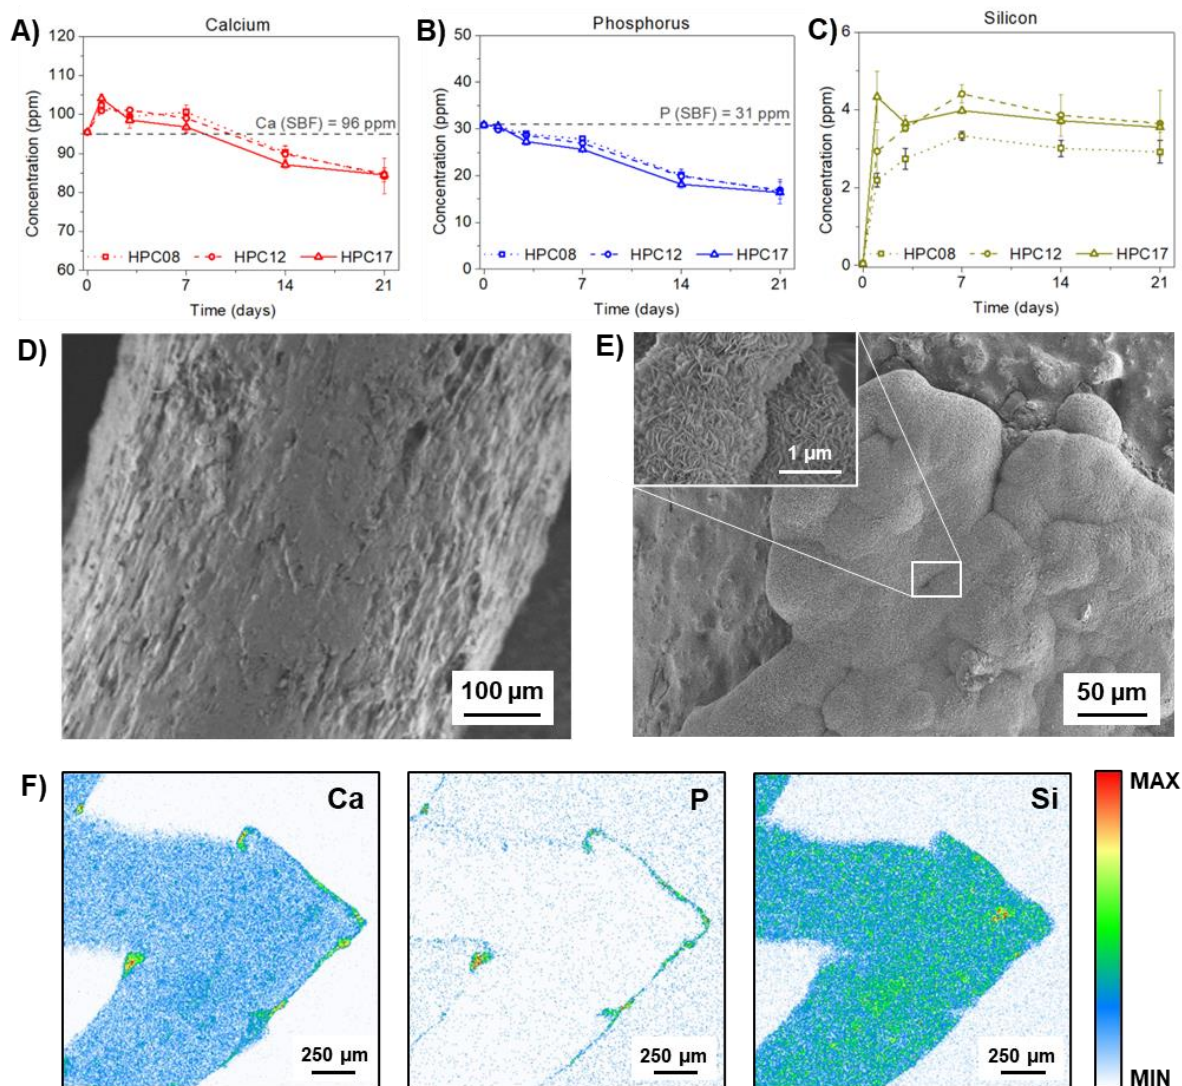 A)
Calcium
Concentration (ppm)
120
110
100
90
80
70
60
Ca (SBF) = 96 ppm
HPC08 HPC12 HPC17
0 7 14 21
Time (days)
B)
Phosphorus
Concentration (ppm)
50
40
30
20
10
0
P (SBF) = 31 ppm
HPC08 HPC12 HPC17
0 7 14 21
Time (days)
C)
Silicon
Concentration (ppm)
6
4
2
0
HPC08 HPC12 HPC17
0 7 14 21
Time (days)
D)
100 µm
E)
1 µm
50 µm
F)
Ca
250 µm
P
250 µm
Si
250 µm
MAX
MIN